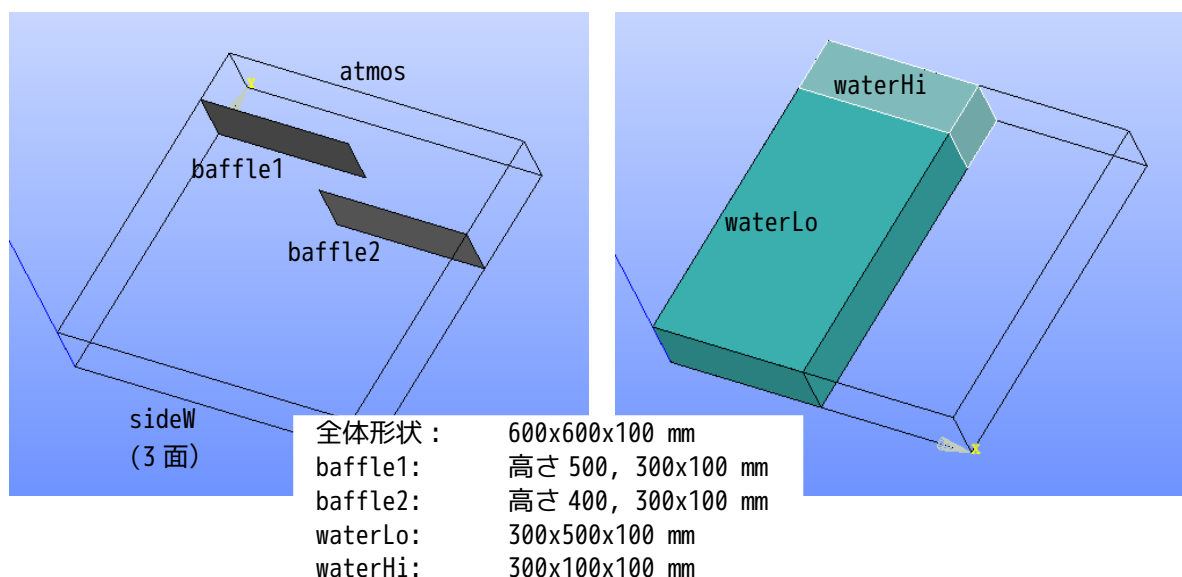 atmos
baffle1
baffle2
sideW
(3面)
Y
waterHi
waterLo
X
全体形状： 600x600x100 mm
baffle1: 高さ500, 300x100 mm
baffle2: 高さ400, 300x100 mm
waterLo: 300x500x100 mm
waterHi: 300x100x100 mm